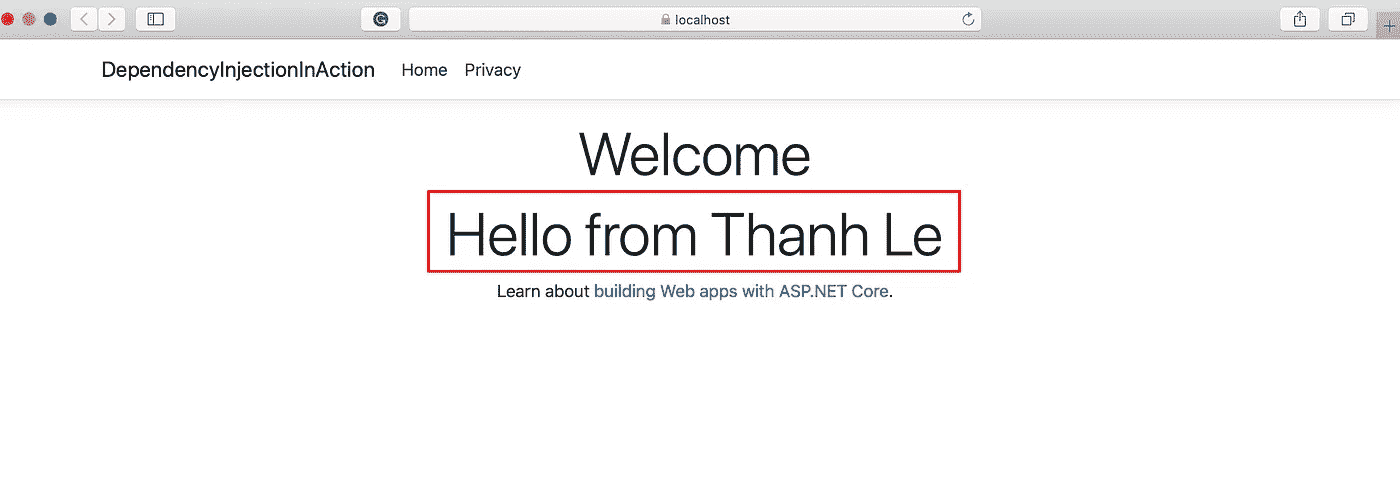 localhost
DependencyInjectionInAction Home Privacy
Welcome
Hello from Thanh Le
Learn about building Web apps with ASP.NET Core.